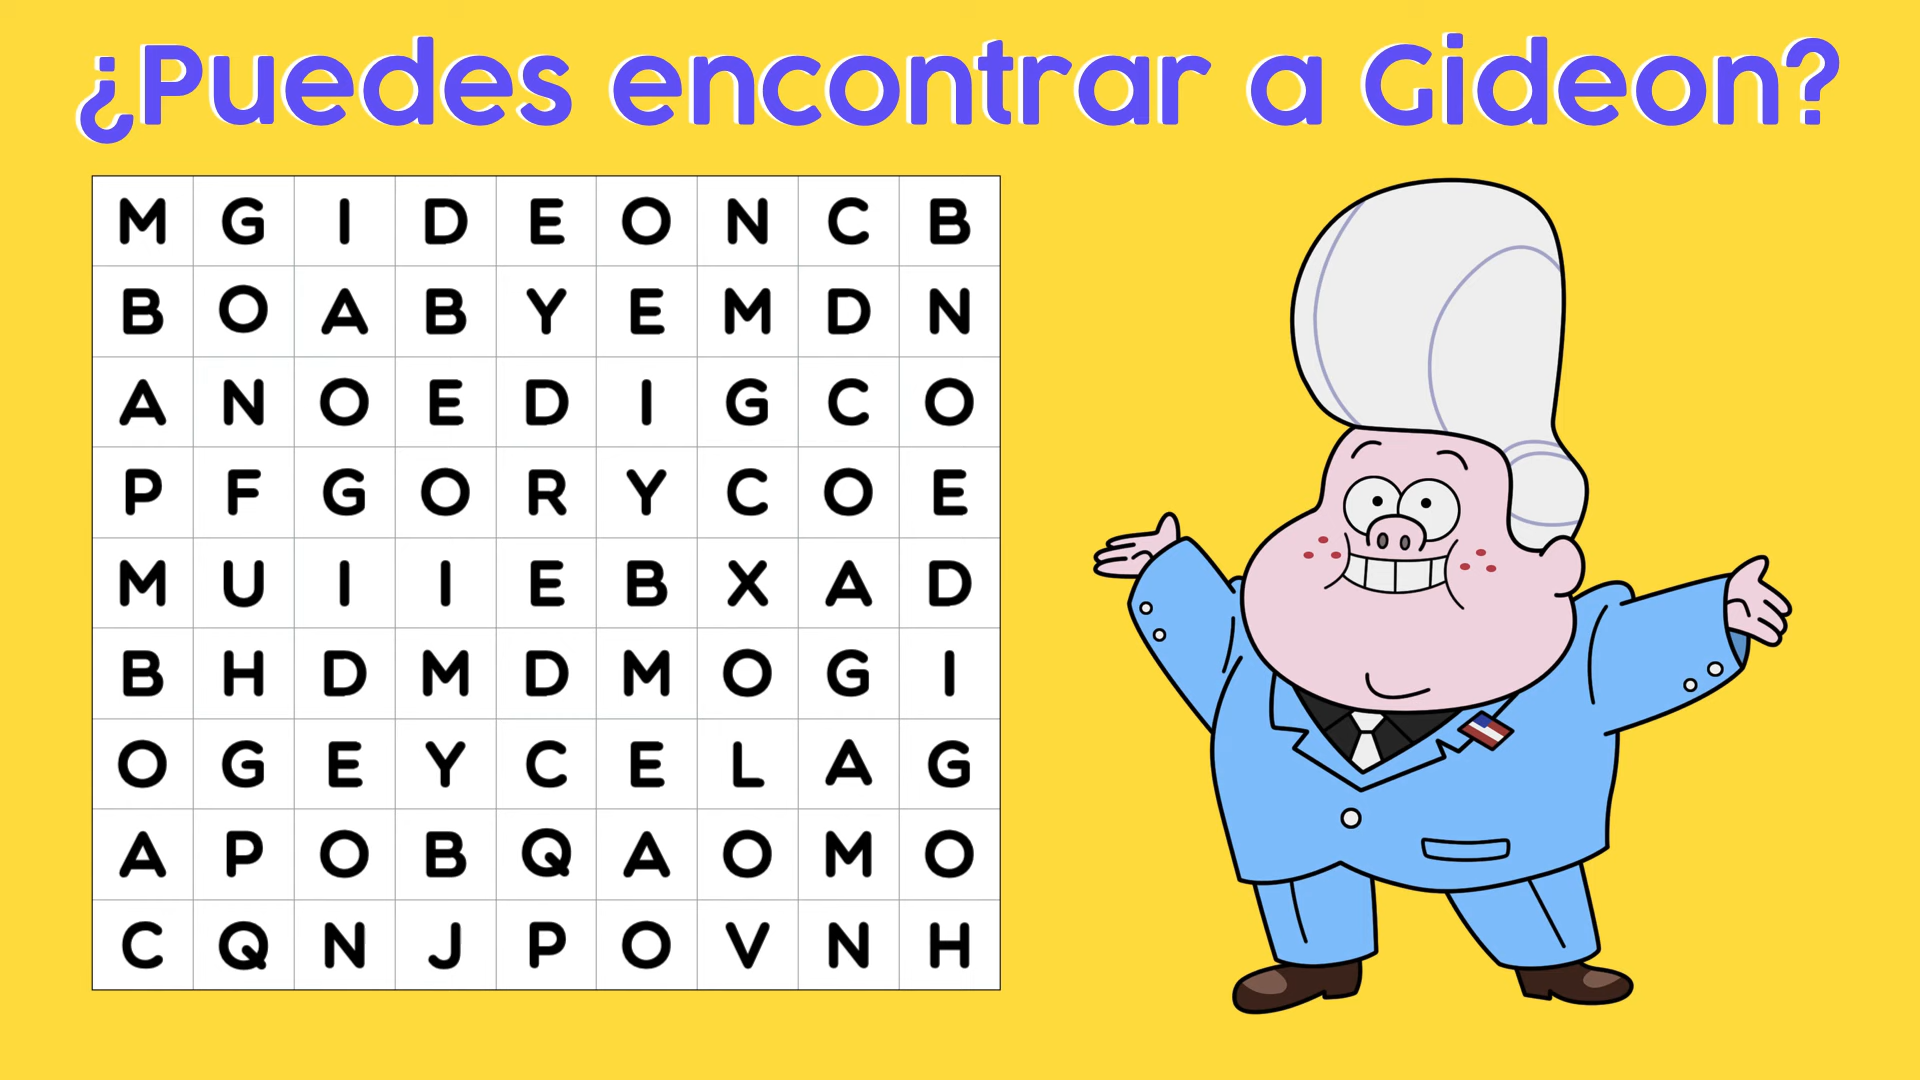 ¿Puedes encontrar a Gideon?
M G I D E O N C B
B O A B Y E M D N
A N O E D I G C O
P F G O R Y C O E
M U I I E B X A D
B H D M D M O G I
O G E Y C E L A G
A P O B Q A O M O
C Q N J P O V N H